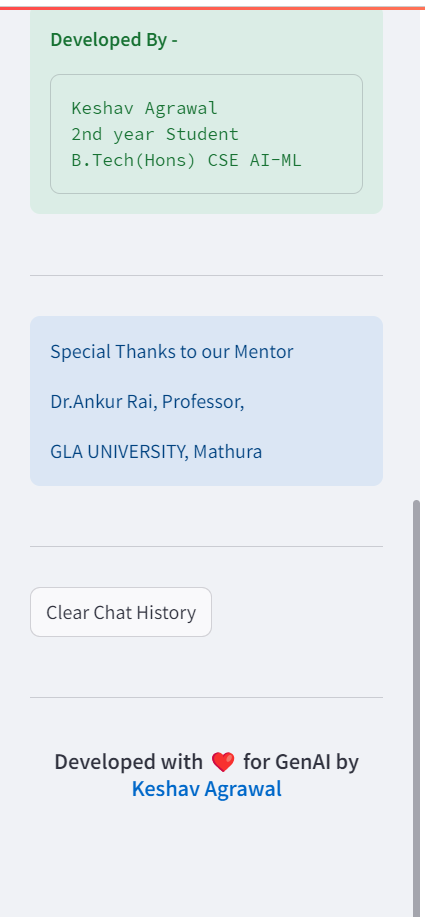 Developed By -
Keshav Agrawal
2nd year Student
B.Tech(Hons) CSE AI-ML
Special Thanks to our Mentor
Dr.Ankur Rai, Professor,
GLA UNIVERSITY, Mathura
Clear Chat History
Developed with ❤️ for GenAI by
Keshav Agrawal